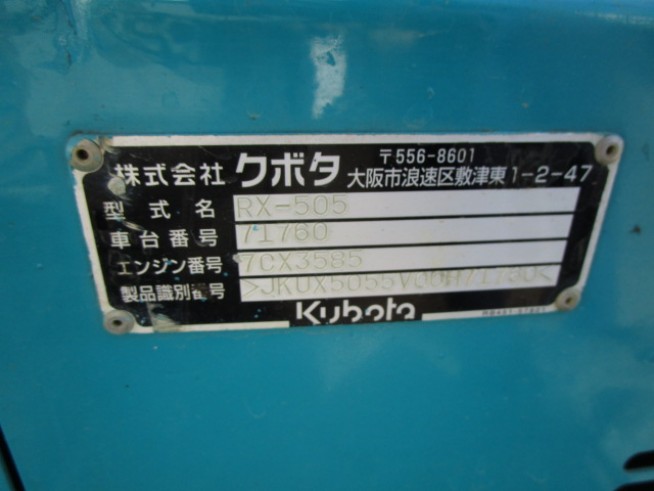 株式会社 クボタ 〒556-8601 大阪市浪速区敷津東1-2-47
型式名 RX-505
車台番号 71760
エンジン番号 7CX3585
製品識別番号
Kubota